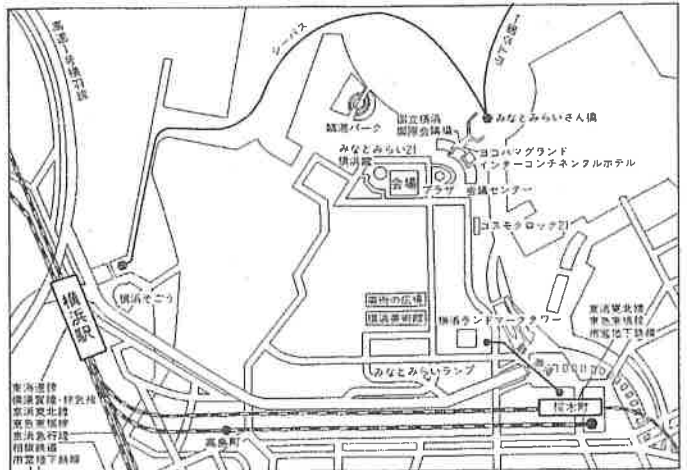 高速1号横羽線
シーバス
山下公園へ
臨港パーク
国立横浜
国際会議場
みなとみらいさん橋
ヨコハマグランド
インターコンチネンタルホテル
みなとみらい21
横浜館
会場
プラザ
会議センター
コスモクロック21
横浜そごう
横浜駅
美術の広場
横浜美術館
横浜ランドマークタワー
京浜東北線
東急東横線
市営地下鉄線
みなとみらいランプ
桜木町
東海道線
横須賀線・
京浜東北線
東急東横線
京浜急行線
相模鉄道
市営地下鉄線
高島町